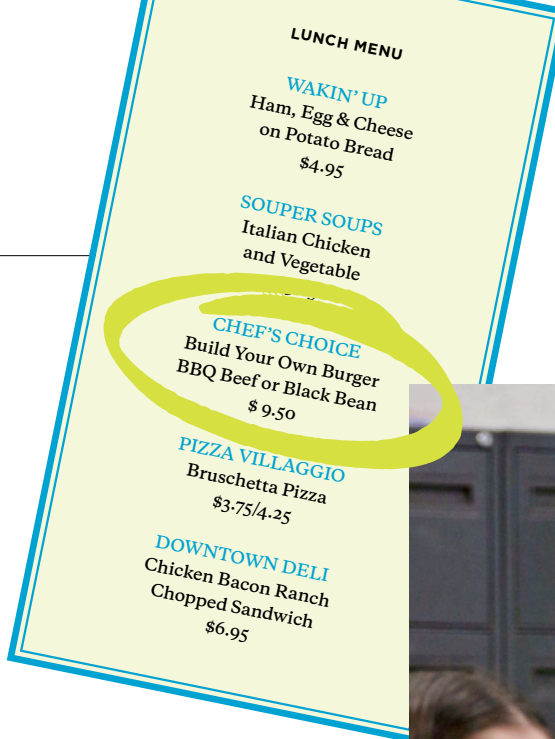 LUNCH MENU
WAKIN' UP
Ham, Egg & Cheese
on Potato Bread
$4.95
SOUPER SOUPS
Italian Chicken
and Vegetable
CHEF'S CHOICE
Build Your Own Burger
BBQ Beef or Black Bean
$ 9.50
PIZZA VILLAGGIO
Bruschetta Pizza
$3.75/4.25
DOWNTOWN DELI
Chicken Bacon Ranch
Chopped Sandwich
$6.95